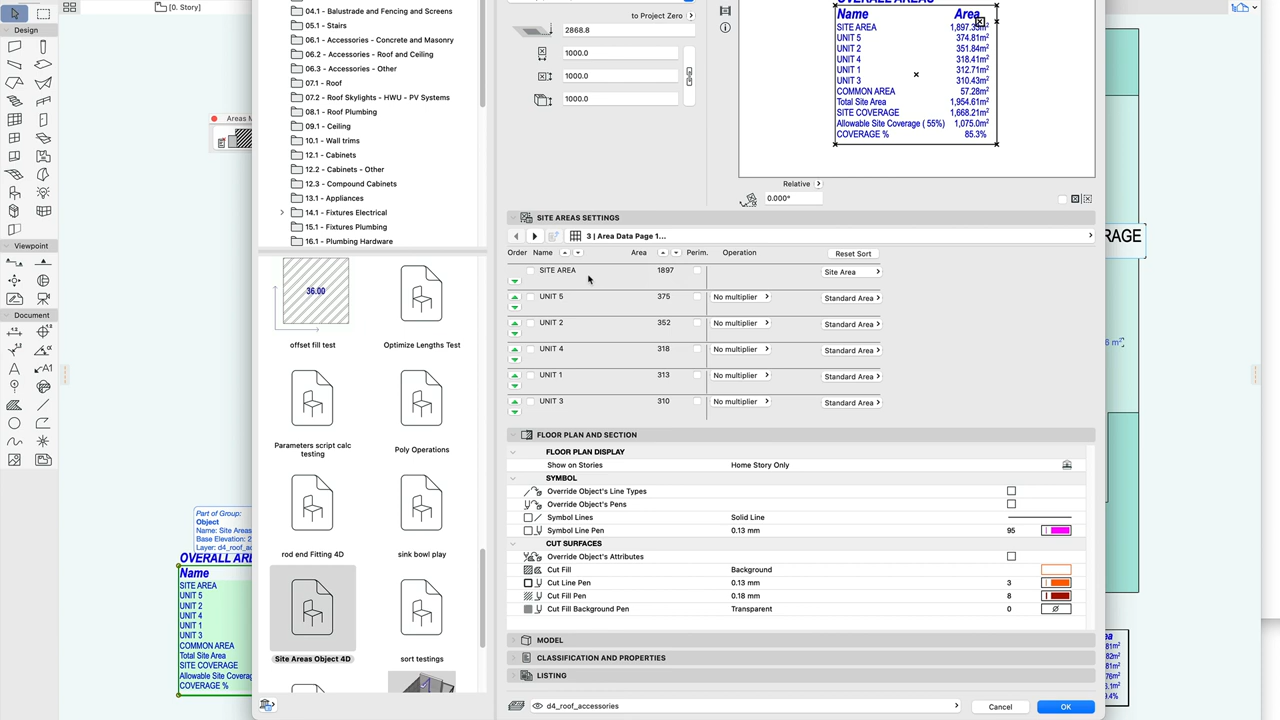 [0. Story]
Design
Viewpoint
Document
Areas M
04.1 - Balustrade and Fencing and Screens
05.1 - Stairs
06.1 - Accessories - Concrete and Masonry
06.2 - Accessories - Roof and Ceiling
06.3 - Accessories - Other
07.1 - Roof
07.2 - Roof Skylights - HWU - PV Systems
08.1 - Roof Plumbing
09.1 - Ceiling
10.1 - Wall trims
12.1 - Cabinets
12.2 - Cabinets - Other
12.3 - Compound Cabinets
13.1 - Appliances
14.1 - Fixtures Electrical
15.1 - Fixtures Plumbing
16.1 - Plumbing Hardware
36.00
offset fill test
Optimize Lengths Test
Parameters script calc testing
Poly Operations
rod end Fitting 4D
sink bowl play
Site Areas Object 4D
sort testings
Part of Group:
Object
Name: Site Areas
Base Elevation: 2
Layer: d4_roof_ac
OVERALL ARE
Name
SITE AREA
UNIT 5
UNIT 2
UNIT 4
UNIT 1
UNIT 3
COMMON AREA
Total Site Area
SITE COVERAGE
Allowable Site Coverag
COVERAGE %
to Project Zero
2868.8
1000.0
1000.0
1000.0
OVERALL AREAS
Name Area
SITE AREA
UNIT 5 374.81m²
UNIT 2 351.84m²
UNIT 4 318.41m²
UNIT 1 312.71m²
UNIT 3 310.43m²
COMMON AREA 57.28m²
Total Site Area 1,954.61m²
SITE COVERAGE 1,668.21m²
Allowable Site Coverage ( 55%) 1,075.0m²
COVERAGE % 85.3%
Relative
0.000°
SITE AREAS SETTINGS
3 | Area Data Page 1...
Order Name Area Perim. Operation Reset Sort
SITE AREA 1897 Site Area
UNIT 5 375 No multiplier Standard Area
UNIT 2 352 No multiplier Standard Area
UNIT 4 318 No multiplier Standard Area
UNIT 1 313 No multiplier Standard Area
UNIT 3 310 No multiplier Standard Area
FLOOR PLAN AND SECTION
FLOOR PLAN DISPLAY
Show on Stories Home Story Only
SYMBOL
Override Object's Line Types
Override Object's Pens
Symbol Lines Solid Line
Symbol Line Pen 0.13 mm 95
CUT SURFACES
Override Object's Attributes
Cut Fill Background
Cut Line Pen 0.13 mm 3
Cut Fill Pen 0.18 mm 8
Cut Fill Background Pen Transparent 0
MODEL
CLASSIFICATION AND PROPERTIES
LISTING
d4_roof_accessories
Cancel OK
RAGE
6 m²